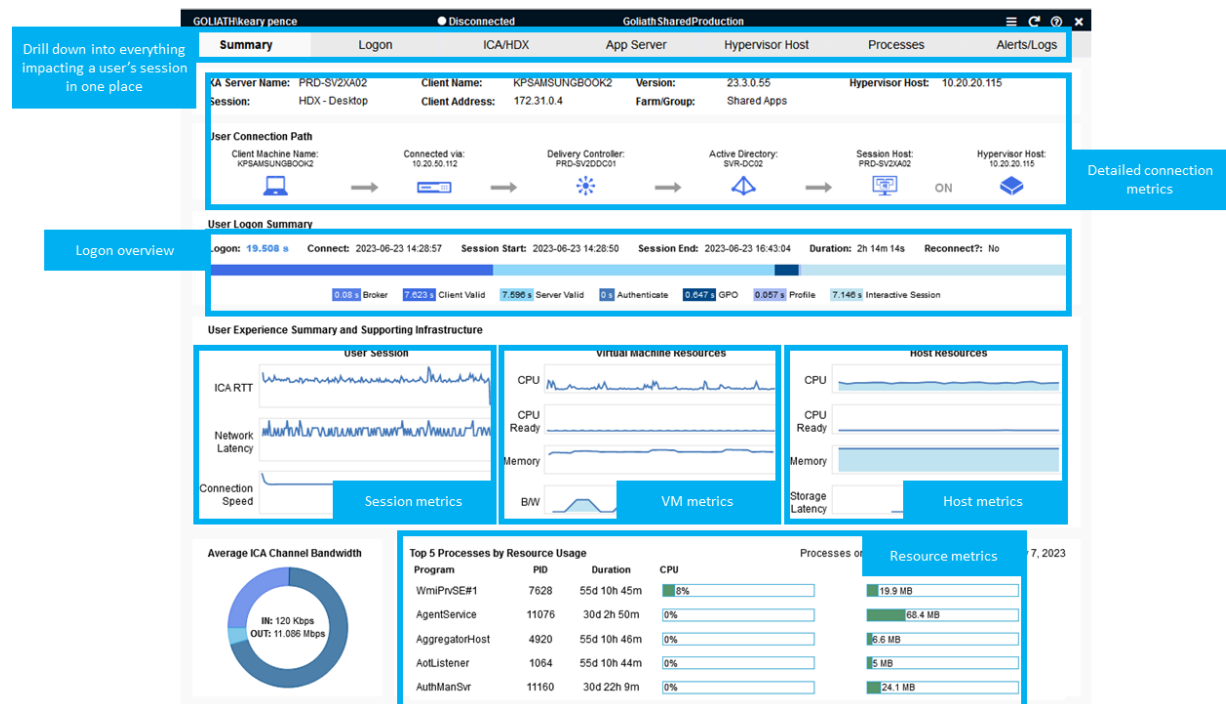 GOLIATH\keary pence
Disconnected
GoliathSharedProduction
Drill down into everything
impacting a user's session
in one place
Summary
Logon
ICA/HDX
App Server
Hypervisor Host
Processes
Alerts/Logs
XA Server Name: PRD-SV2XA02
Client Name: KPSAMSUNGBOOK2
Version: 23.3.0.55
Hypervisor Host: 10.20.20.115
Session: HDX - Desktop
Client Address: 172.31.0.4
Farm/Group: Shared Apps
Detailed connection
metrics
User Connection Path
Client Machine Name:
KPSAMSUNGBOOK2
Connected via:
10.20.50.112
Delivery Controller:
PRD-SV2DDC01
Active Directory:
SVR-DC02
Session Host:
PRD-SV2XA02
ON
Hypervisor Host:
10.20.20.115
User Logon Summary
Logon overview
Logon: 19.508 s Connect: 2023-06-23 14:28:57 Session Start: 2023-06-23 14:28:50 Session End: 2023-06-23 16:43:04 Duration: 2h 14m 14s Reconnect?: No
0.08 s Broker 7.623 s Client Valid 7.596 s Server Valid 0 s Authenticate 0.647 s GPO 0.057 s Profile 7.146 s Interactive Session
User Experience Summary and Supporting Infrastructure
User Session
ICA RTT
Network
Latency
Connection
Speed
Session metrics
Virtual Machine Resources
CPU
CPU
Ready
Memory
B/W
VM metrics
Host Resources
CPU
CPU
Ready
Memory
Storage
Latency
Host metrics
Average ICA Channel Bandwidth
IN: 120 Kbps
OUT: 11.086 Mbps
Top 5 Processes by Resource Usage
Processes on
Resource metrics
7, 2023
Program PID Duration CPU
WmiPrvSE#1 7628 55d 10h 45m 8% 19.9 MB
AgentService 11076 30d 2h 50m 0% 68.4 MB
AggregatorHost 4920 55d 10h 46m 0% 6.6 MB
AotListener 1064 55d 10h 44m 0% 5 MB
AuthManSvr 11160 30d 22h 9m 0% 24.1 MB